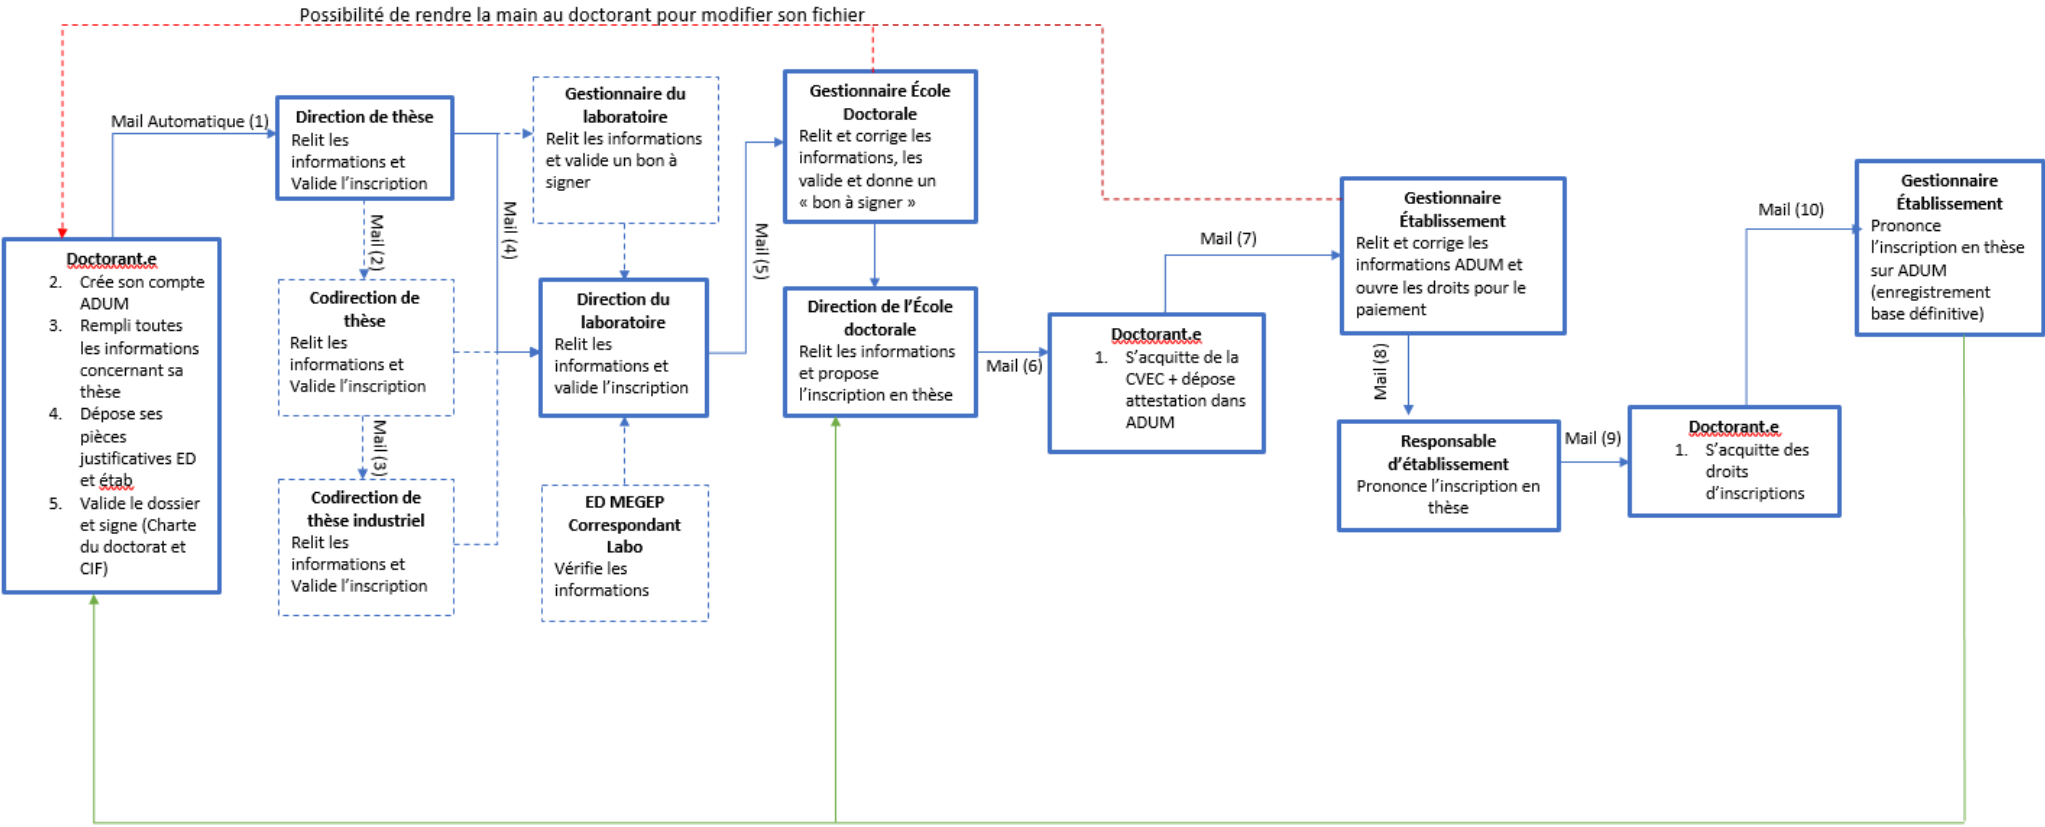 Possibilité de rendre la main au doctorant pour modifier son fichier
Doctorant.e
2. Crée son compte
ADUM
3. Rempli toutes
les informations
concernant sa
thèse
4. Dépose ses
pièces
justificatives ED
et étab
5. Valide le dossier
et signe (Charte
du doctorat et
CIF)
Mail Automatique (1)
Direction de thèse
Relit les
informations et
Valide l’inscription
Mail (2)
Codirection de
thèse
Relit les
informations et
Valide l’inscription
Mail (3)
Codirection de
thèse industriel
Relit les
informations et
Valide l’inscription
Mail (4)
Gestionnaire du
laboratoire
Relit les informations
et valide un bon à
signer
Direction du
laboratoire
Relit les
informations et
valide l’inscription
ED MEGEP
Correspondant
Labo
Vérifie les
informations
Mail (5)
Gestionnaire École
Doctorale
Relit et corrige les
informations, les
valide et donne un
« bon à signer »
Direction de l’École
doctorale
Relit les informations
et propose
l’inscription en thèse
Mail (6)
Doctorant.e
1. S’acquitte de la
CVEC + dépose
attestation dans
ADUM
Mail (7)
Gestionnaire
Établissement
Relit et corrige les
informations ADUM et
ouvre les droits pour le
paiement
Mail (8)
Responsable
d’établissement
Prononce l’inscription en
thèse
Mail (9)
Doctorant.e
1. S’acquitte des
droits
d’inscriptions
Mail (10)
Gestionnaire
Établissement
Prononce
l’inscription en thèse
sur ADUM
(enregistrement
base définitive)